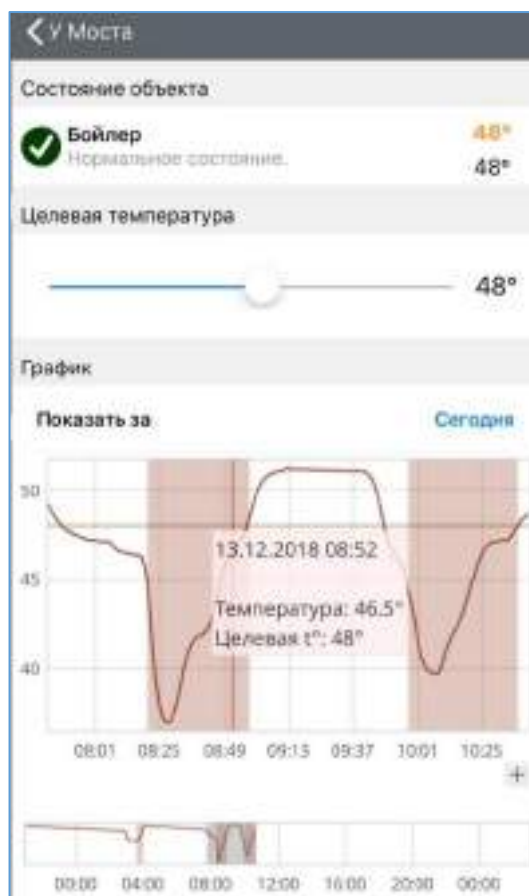 У Моста
Состояние объекта
Бойлер 48°
Нормальное состояние. 48°
Целевая температура
48°
График
Показать за Сегодня
50
45
40
13.12.2018 08:52
Температура: 46.5°
Целевая t°: 48°
08:01 08:25 08:49 09:13 09:37 10:01 10:25
+
00:00 04:00 08:00 12:00 16:00 20:00 00:00